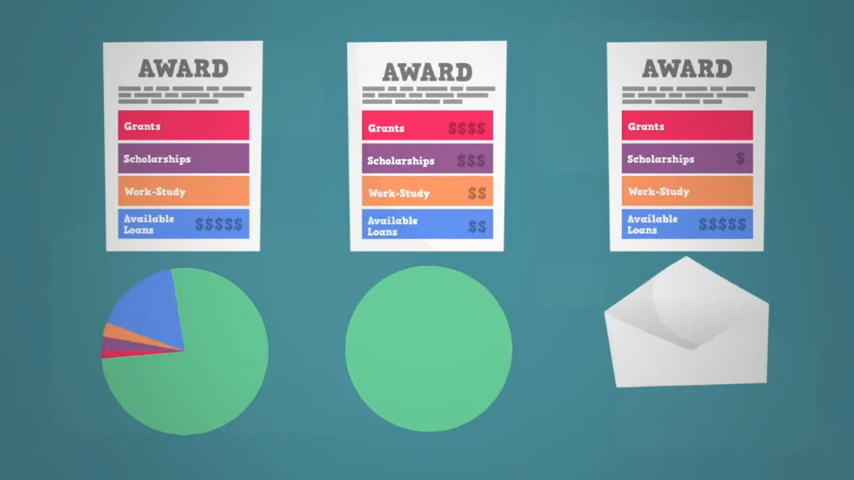 AWARD
Grants
Scholarships
Work-Study
Available
Loans $$$$$
AWARD
Grants $$$$
Scholarships $$$
Work-Study $$
Available
Loans $$
AWARD
Grants
Scholarships $
Work-Study
Available
Loans $$$$$